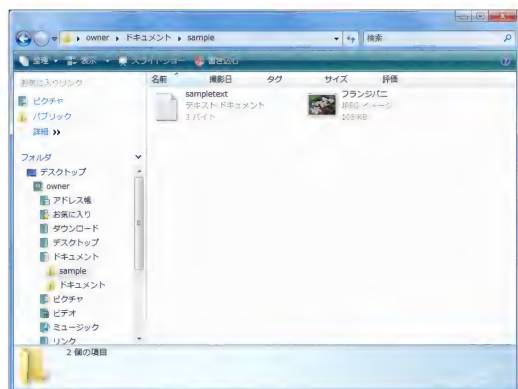 owner ドキュメント sample 検索
整理 表示 スライド ショー 書き込む
お気に入りリンク
ピクチャ
パブリック
詳細 >>
フォルダ
デスクトップ
owner
アドレス帳
お気に入り
ダウンロード
デスクトップ
ドキュメント
sample
ドキュメント
ピクチャ
ビデオ
ミュージック
リンク
名前 撮影日 タグ サイズ 評価
sampletext
テキスト ドキュメント
3 バイト
フランジパニ
JPEG イメージ
2 個の項目